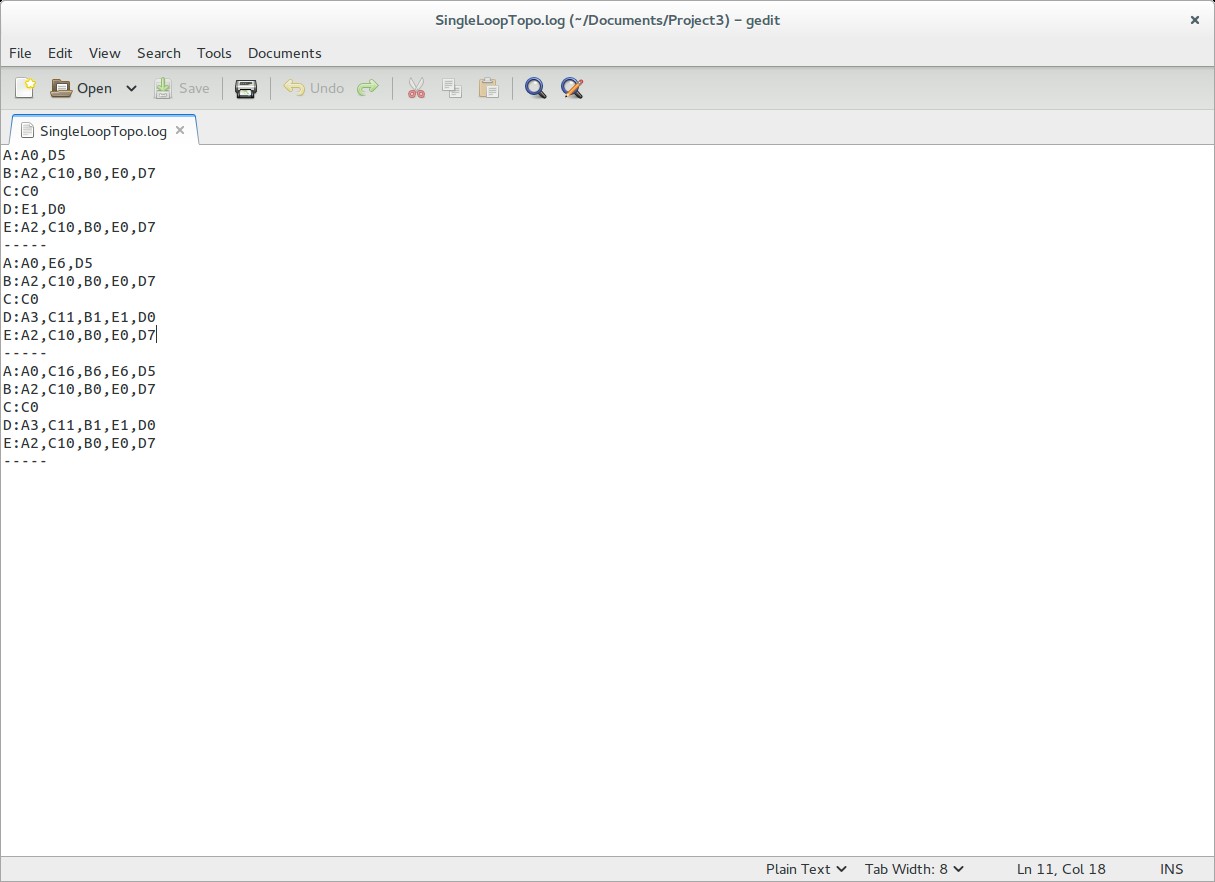 SingleLoopTopo.log (~/Documents/Project3) – gedit
File Edit View Search Tools Documents
Open Save Undo
SingleLoopTopo.log
A:A0,D5
B:A2,C10,B0,E0,D7
C:C0
D:E1,D0
E:A2,C10,B0,E0,D7
-----
A:A0,E6,D5
B:A2,C10,B0,E0,D7
C:C0
D:A3,C11,B1,E1,D0
E:A2,C10,B0,E0,D7
-----
A:A0,C16,B6,E6,D5
B:A2,C10,B0,E0,D7
C:C0
D:A3,C11,B1,E1,D0
E:A2,C10,B0,E0,D7
-----
Plain Text Tab Width: 8 Ln 11, Col 18 INS